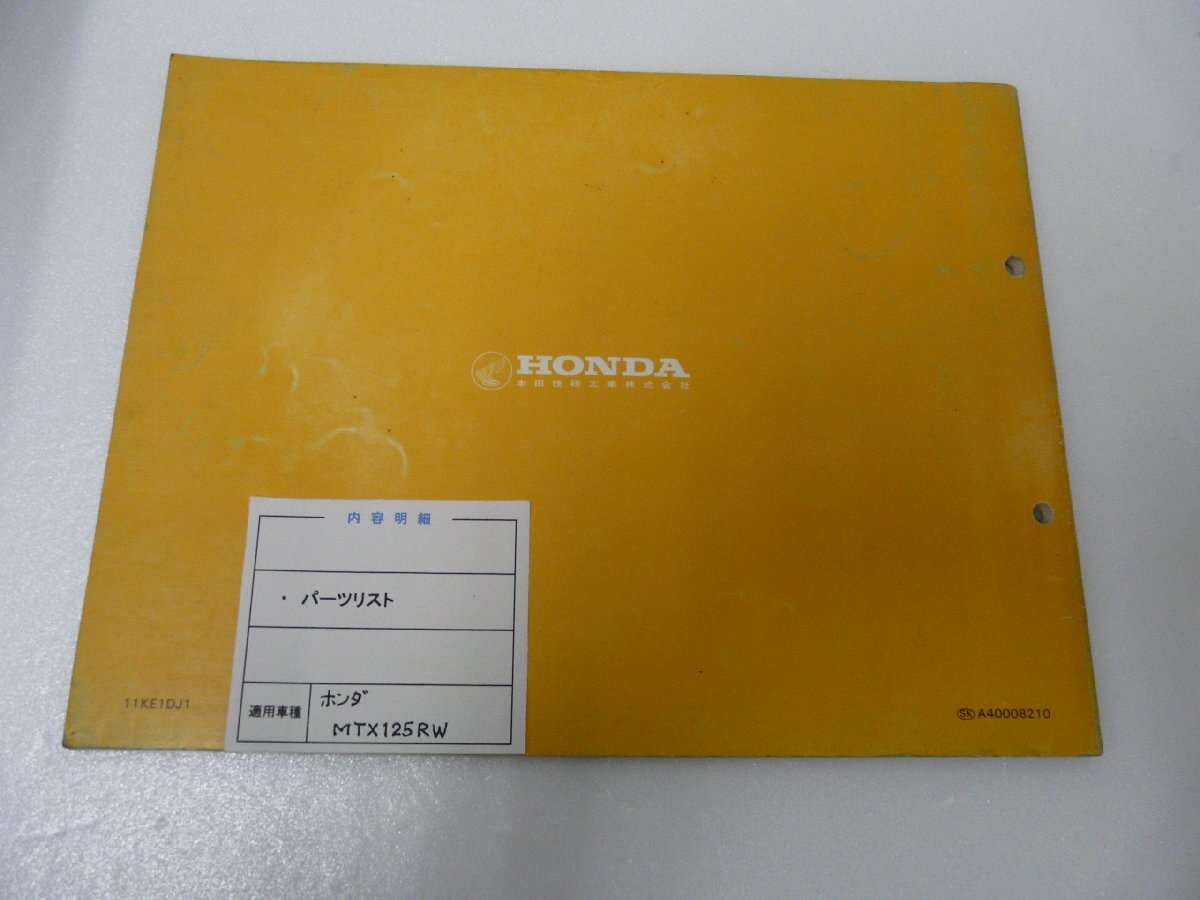 HONDA
本田技研工業株式会社
内容明細
・パーツリスト
適用車種
ホンダ
MTX125RW
11KE1DJ1
SK A40008210